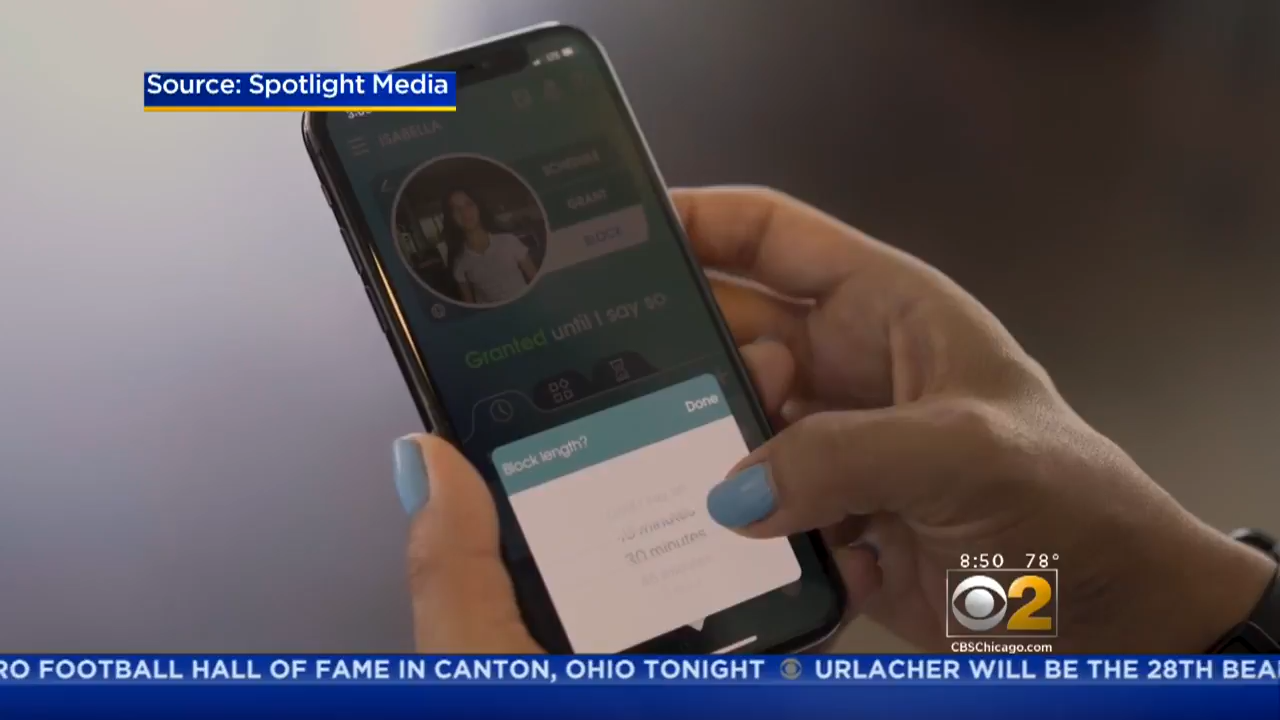 Source: Spotlight Media
ISABELLA
SCHEDULE
GRANT
BLOCK
Granted until I say so
Done
Block length?
minutes
30 minutes
8:50 78°
2
CBSChicago.com
RO FOOTBALL HALL OF FAME IN CANTON, OHIO TONIGHT URLACHER WILL BE THE 28TH BEA